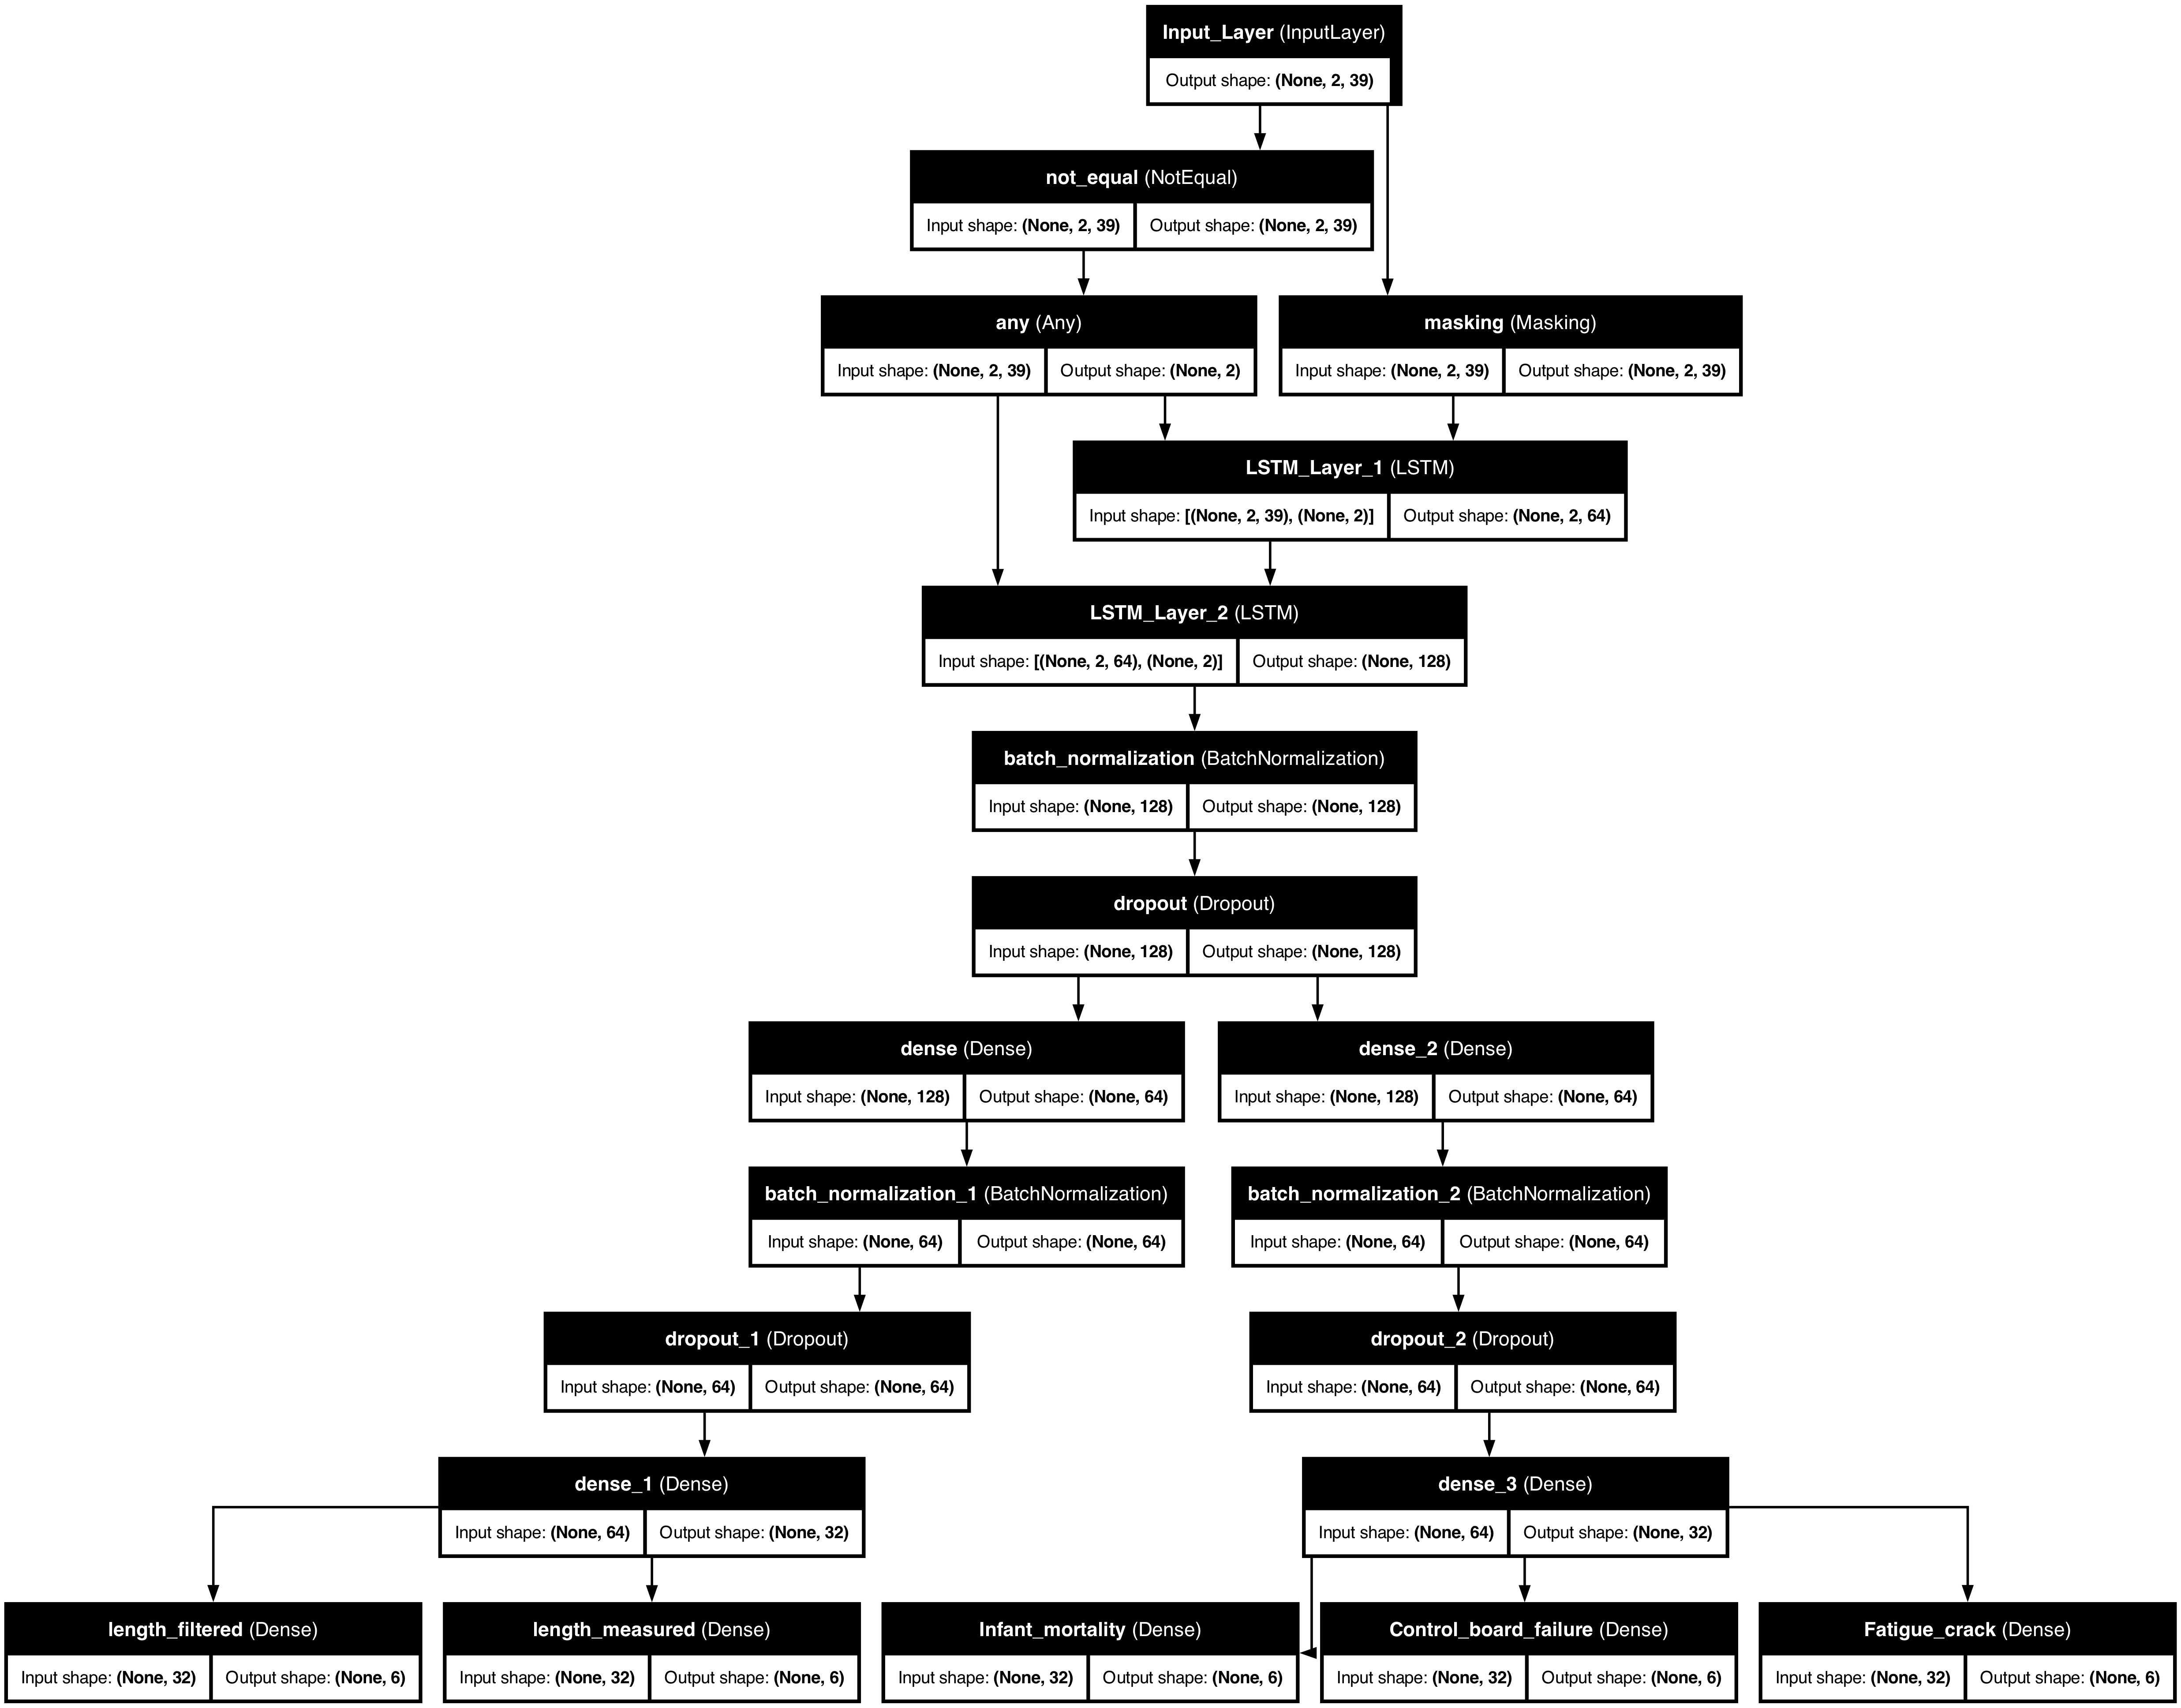 Input_Layer (InputLayer)
Output shape: (None, 2, 39)
not_equal (NotEqual)
Input shape: (None, 2, 39) Output shape: (None, 2, 39)
any (Any) masking (Masking)
Input shape: (None, 2, 39) Output shape: (None, 2) Input shape: (None, 2, 39) Output shape: (None, 2, 39)
LSTM_Layer_1 (LSTM)
Input shape: [(None, 2, 39), (None, 2)] Output shape: (None, 2, 64)
LSTM_Layer_2 (LSTM)
Input shape: [(None, 2, 64), (None, 2)] Output shape: (None, 128)
batch_normalization (BatchNormalization)
Input shape: (None, 128) Output shape: (None, 128)
dropout (Dropout)
Input shape: (None, 128) Output shape: (None, 128)
dense (Dense) dense_2 (Dense)
Input shape: (None, 128) Output shape: (None, 64) Input shape: (None, 128) Output shape: (None, 64)
batch_normalization_1 (BatchNormalization) batch_normalization_2 (BatchNormalization)
Input shape: (None, 64) Output shape: (None, 64) Input shape: (None, 64) Output shape: (None, 64)
dropout_1 (Dropout) dropout_2 (Dropout)
Input shape: (None, 64) Output shape: (None, 64) Input shape: (None, 64) Output shape: (None, 64)
dense_1 (Dense) dense_3 (Dense)
Input shape: (None, 64) Output shape: (None, 32) Input shape: (None, 64) Output shape: (None, 32)
length_filtered (Dense) length_measured (Dense) Infant_mortality (Dense) Control_board_failure (Dense) Fatigue_crack (Dense)
Input shape: (None, 32) Output shape: (None, 6) Input shape: (None, 32) Output shape: (None, 6) Input shape: (None, 32) Output shape: (None, 6) Input shape: (None, 32) Output shape: (None, 6) Input shape: (None, 32) Output shape: (None, 6)